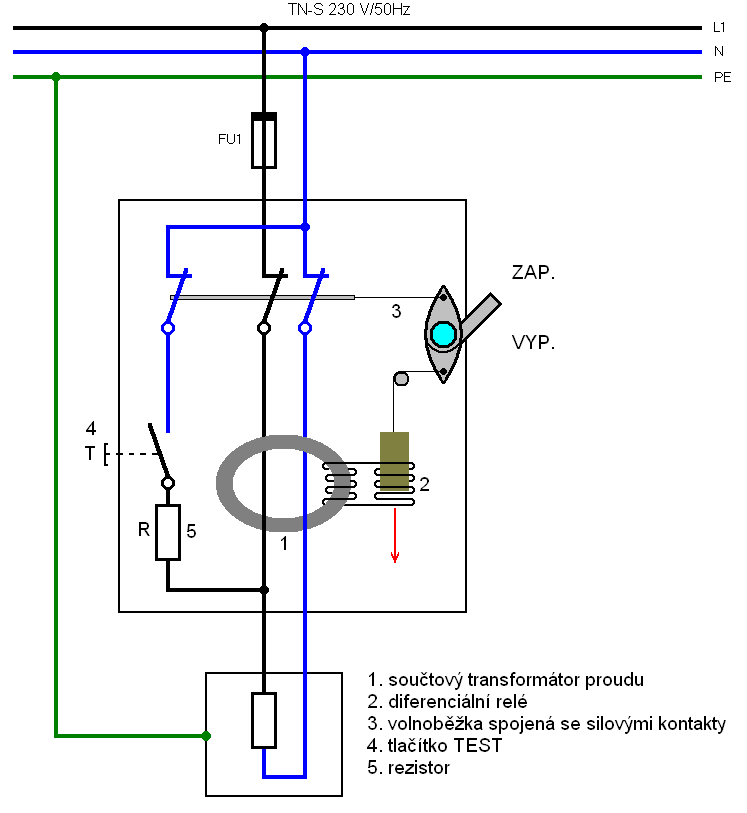 TN-S 230 V/50Hz
L1
N
PE
FU1
ZAP.
3
VYP.
4
T
2
R
5
1
1. součtový transformátor proudu
2. diferenciální relé
3. volnoběžka spojená se silovými kontakty
4. tlačítko TEST
5. rezistor